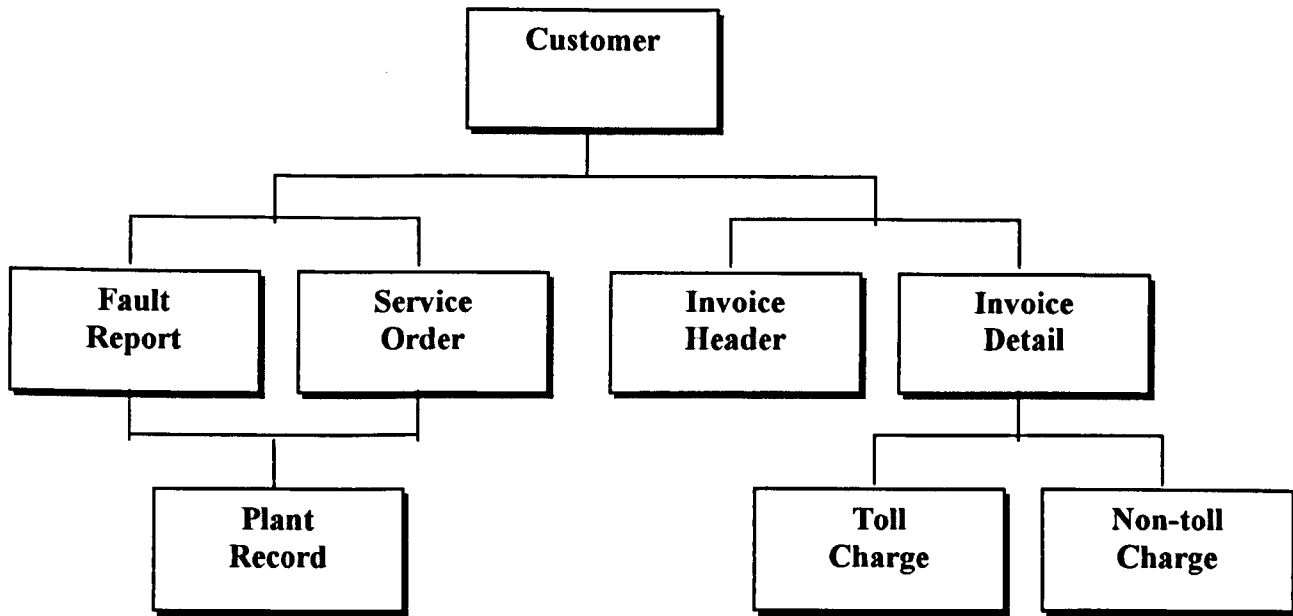 Customer
Fault
Report
Service
Order
Invoice
Header
Invoice
Detail
Plant
Record
Toll
Charge
Non-toll
Charge